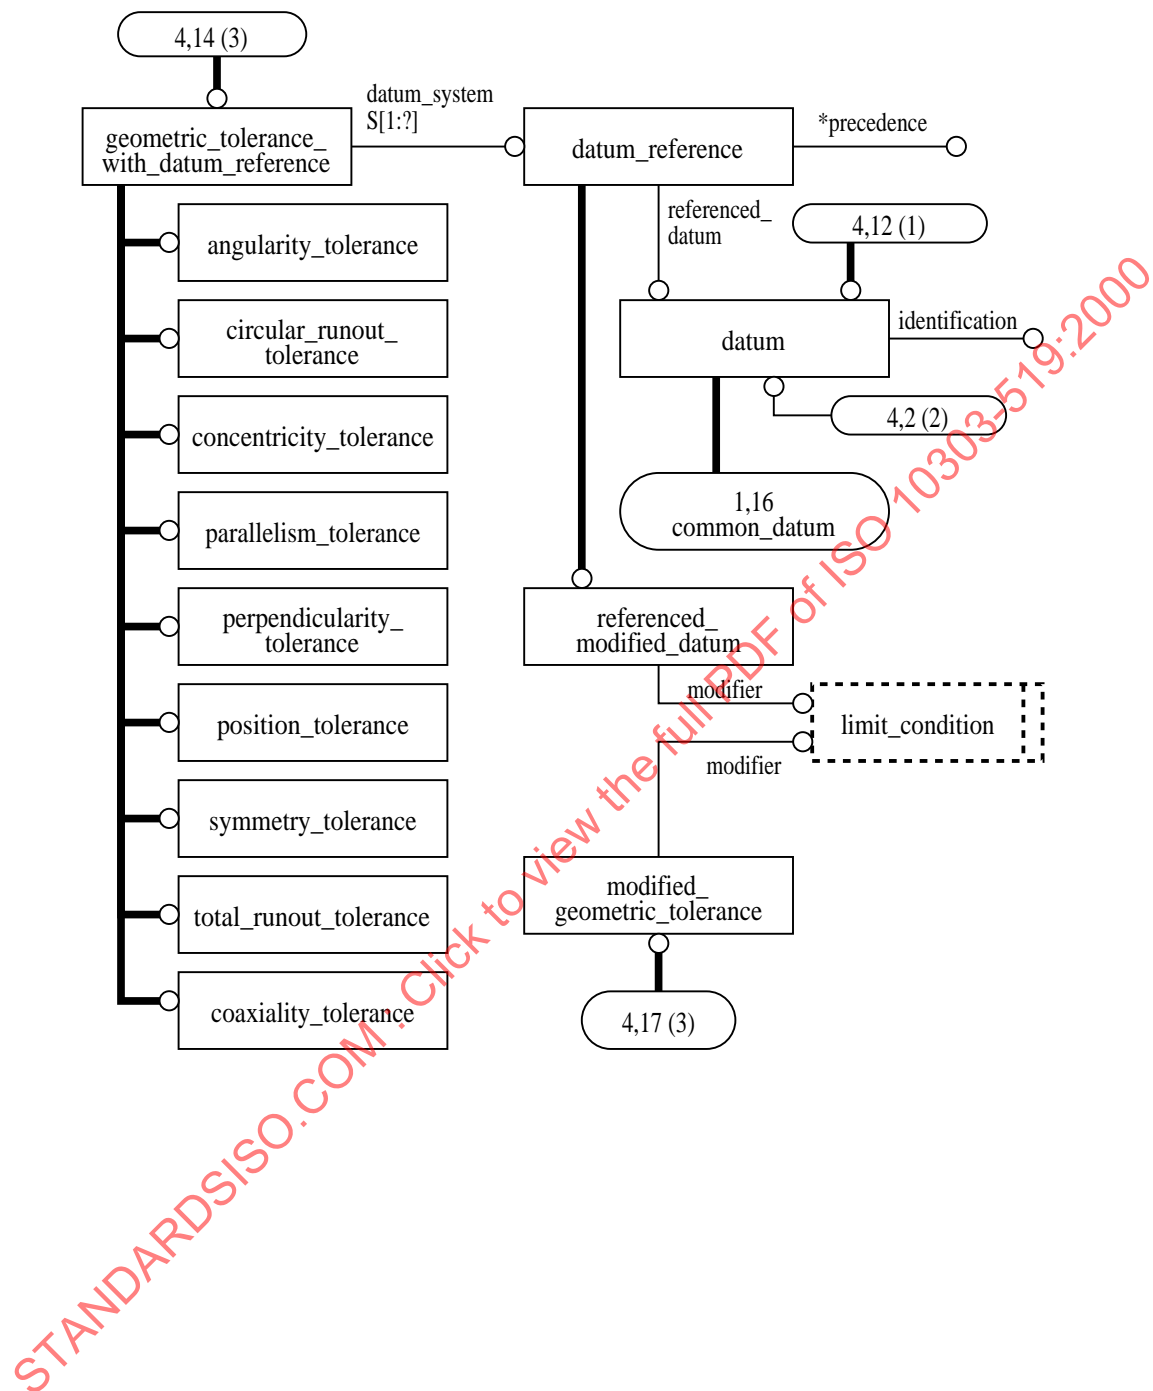 4,14 (3)
geometric_tolerance_
with_datum_reference
datum_system
S[1:?]
datum_reference
*precedence
angularity_tolerance
circular_runout_
tolerance
concentricity_tolerance
parallelism_tolerance
perpendicularity_
tolerance
position_tolerance
symmetry_tolerance
total_runout_tolerance
coaxiality_tolerance
referenced_
datum
4,12 (1)
datum
identification
4,2 (2)
1,16
common_datum
referenced_
modified_datum
modifier
limit_condition
modifier
modified_
geometric_tolerance
4,17 (3)
STANDARDSISO.COM : Click to view the full PDF of ISO 10303-519:2000